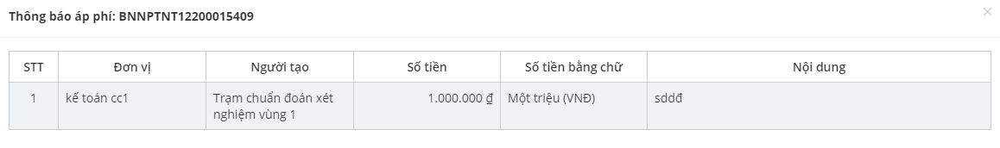 Thông báo áp phí: BNNPTNT12200015409
×
STT Đơn vị Người tạo Số tiền Số tiền bằng chữ Nội dung
1 kế toán cc1 Trạm chuẩn đoán xét 1.000.000 ₫ Một triệu (VNĐ) sddđ
nghiệm vùng 1